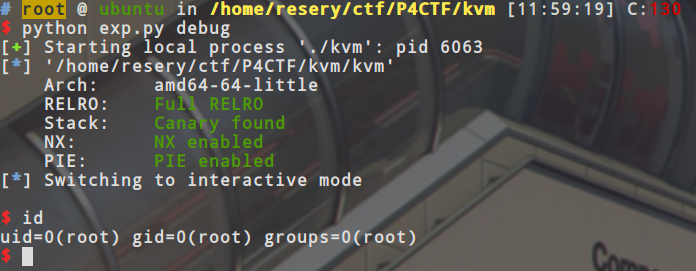 # root @ ubuntu in /home/resery/ctf/P4CTF/kvm [11:59:19] C:130
$ python exp.py debug
[+] Starting local process './kvm': pid 6063
[*] '/home/resery/ctf/P4CTF/kvm/kvm'
    Arch:     amd64-64-little
    RELRO:    Full RELRO
    Stack:    Canary found
    NX:       NX enabled
    PIE:      PIE enabled
[*] Switching to interactive mode
$ id
uid=0(root) gid=0(root) groups=0(root)
$